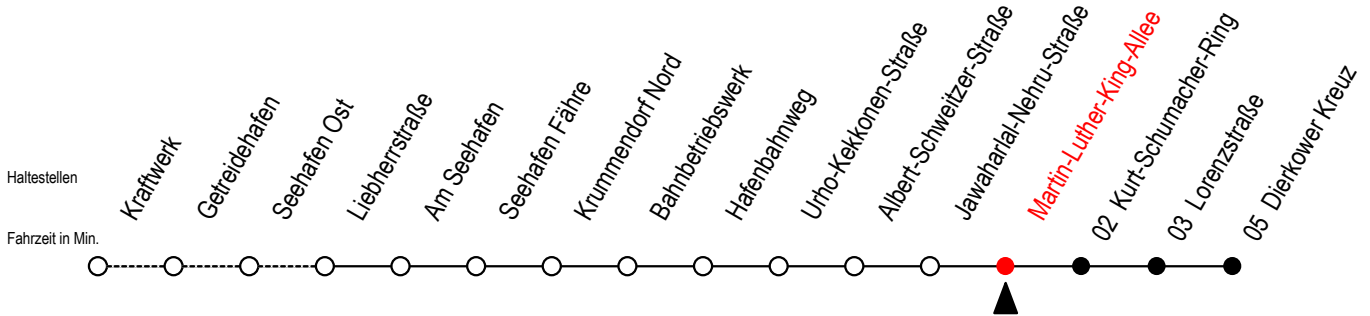 Haltestellen
Fahrzeit in Min.
Kraftwerk
Getreidehafen
Seehafen Ost
Liebherrstraße
Am Seehafen
Seehafen Fähre
Krummendorf Nord
Bahnbetriebswerk
Hafenbahnweg
Urho-Kekkonen-Straße
Albert-Schweitzer-Straße
Jawaharlal-Nehru-Straße
Martin-Luther-King-Allee
02 Kurt-Schumacher-Ring
03 Lorenzstraße
05 Dierkower Kreuz